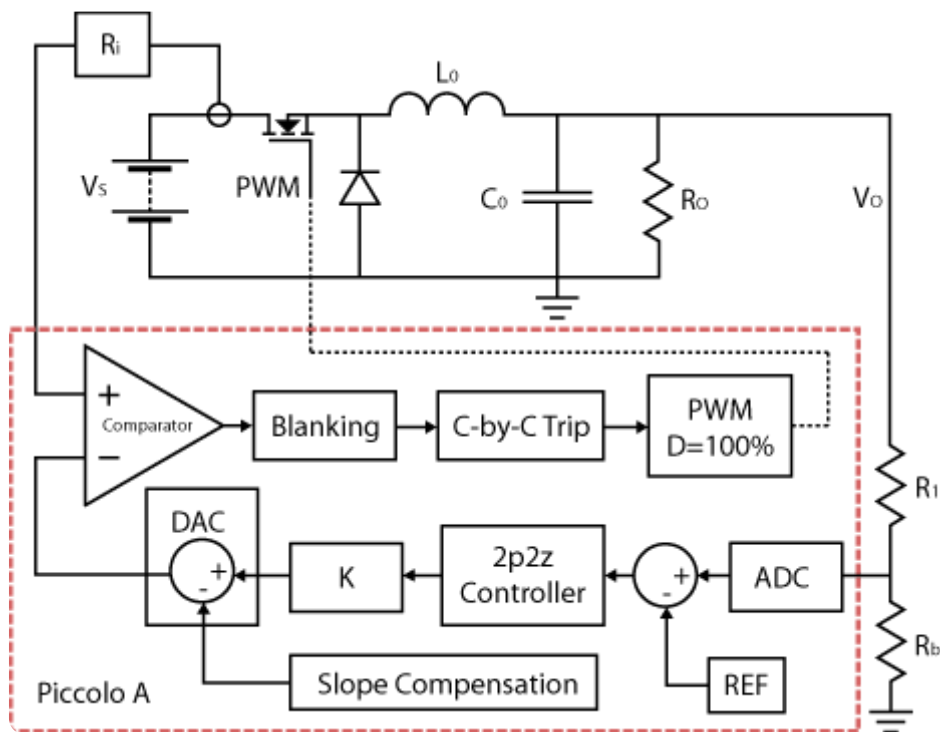 Ri
L0
VS
PWM
C0
RO
VO
+
Comparator
−
Blanking
C-by-C Trip
PWM
D=100%
R1
DAC
+
-
K
2p2z
Controller
+
-
ADC
Rb
Slope Compensation
REF
Piccolo A